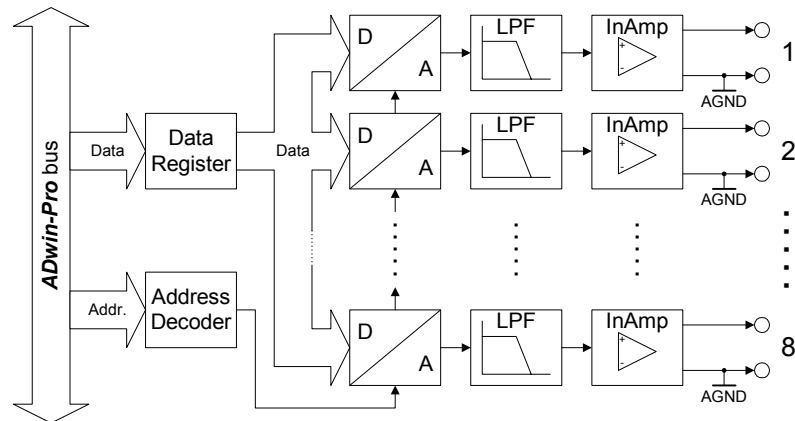 ADwin-Pro bus
Data
Data
Register
Data
Addr.
Address
Decoder
D
A
LPF
InAmp
+
-
AGND
1
D
A
LPF
InAmp
+
-
AGND
2
D
A
LPF
InAmp
+
-
AGND
8